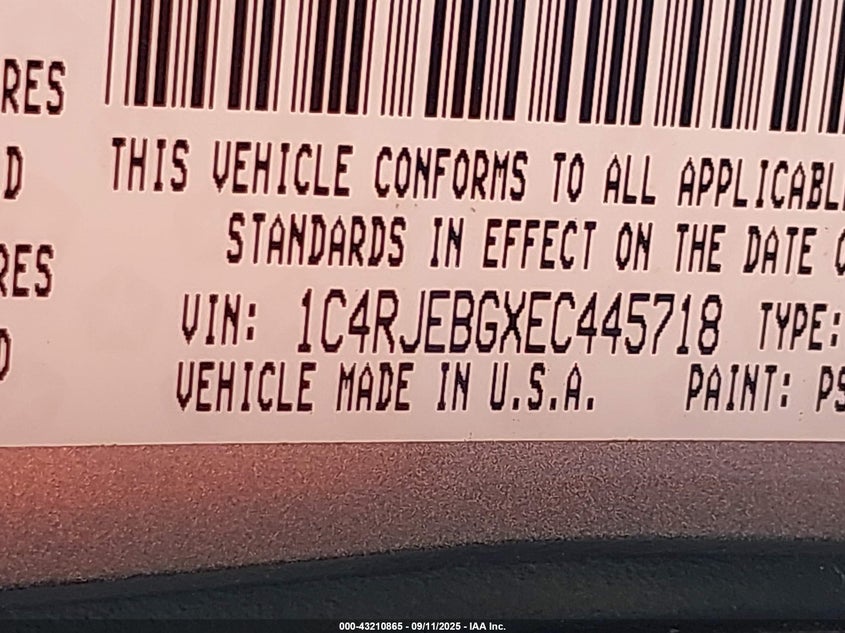 RES
D
THIS VEHICLE CONFORMS TO ALL APPLICABL
STANDARDS IN EFFECT ON THE DATE O
RES
VIN: 1C4RJEBGXEC445718 TYPE:
D
VEHICLE MADE IN U.S.A. PAINT: PS
000-43210865 - 09/11/2025 - IAA Inc.